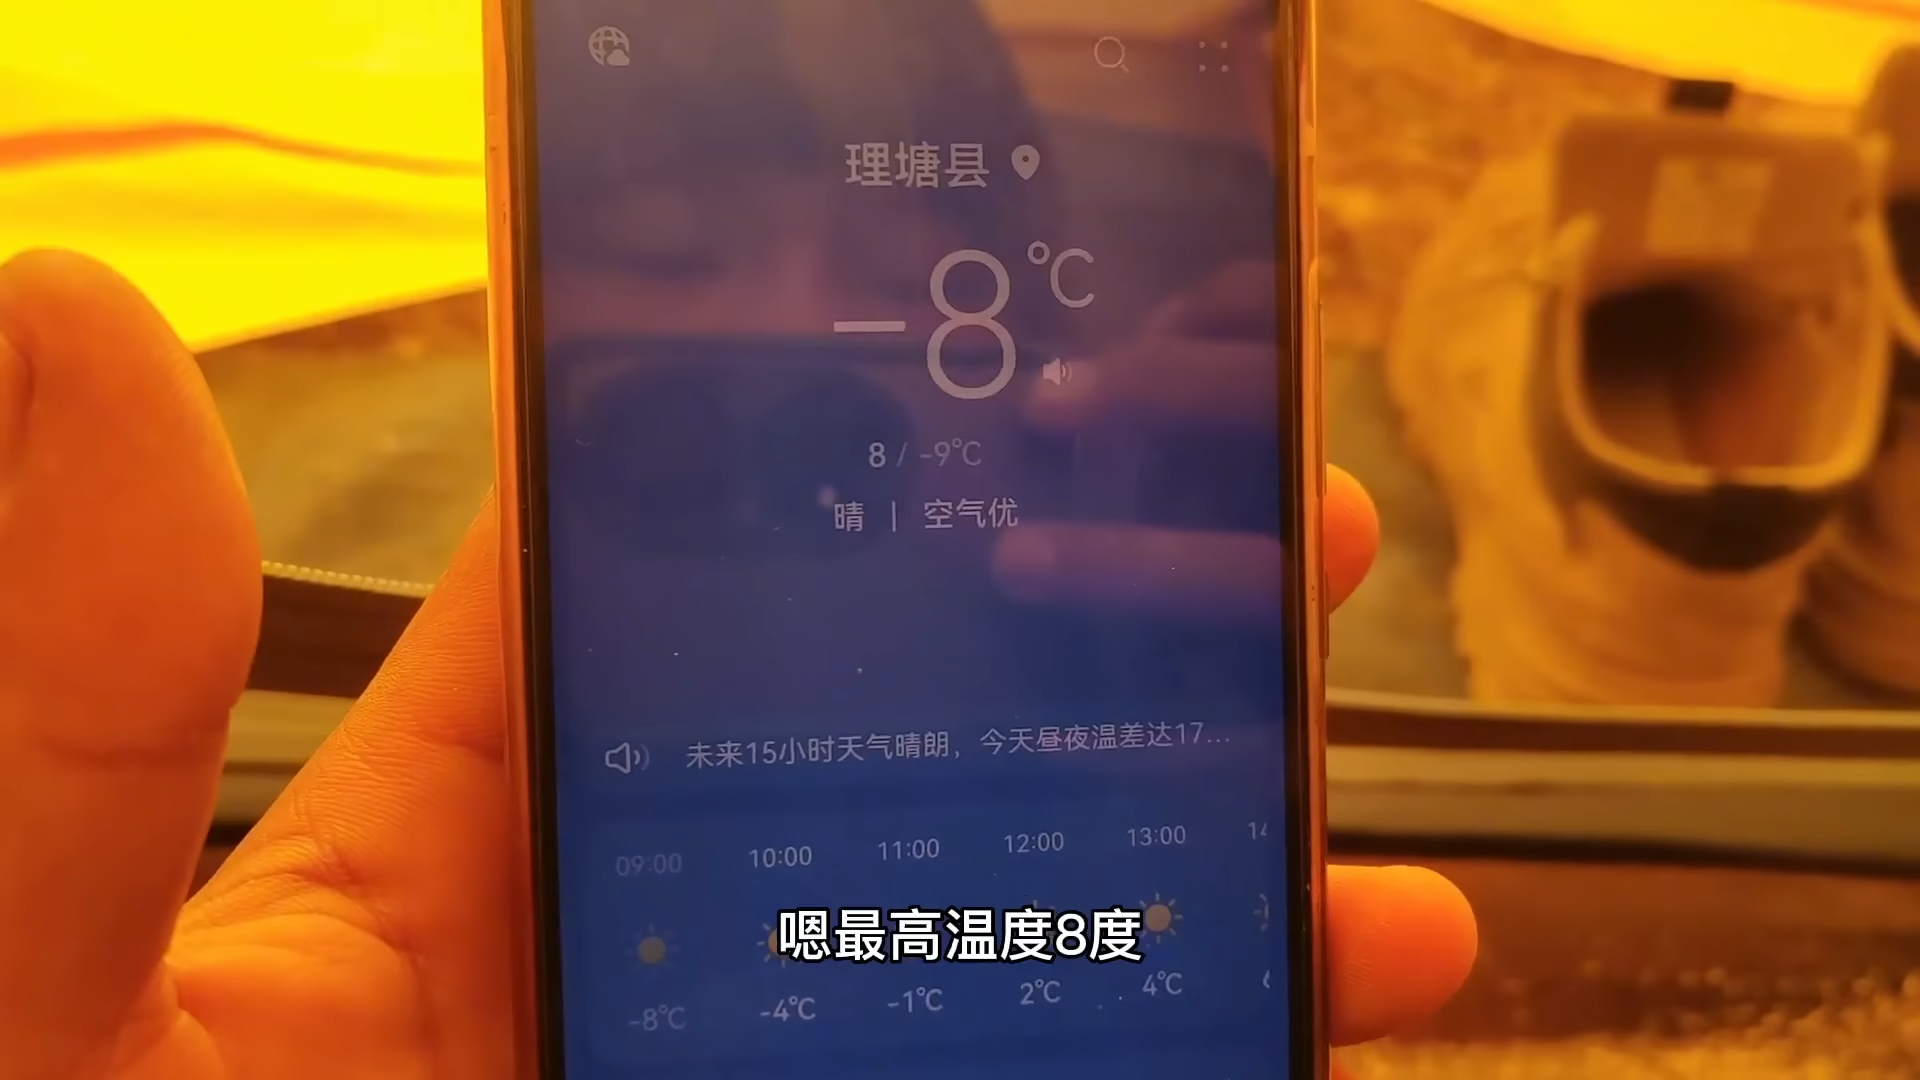 理塘县
-8°C
8 / -9°C
晴 | 空气优
未来15小时天气晴朗，今天昼夜温差达17...
09:00 10:00 11:00 12:00 13:00
嗯最高温度8度
-8°C -4°C -1°C 2°C 4°C